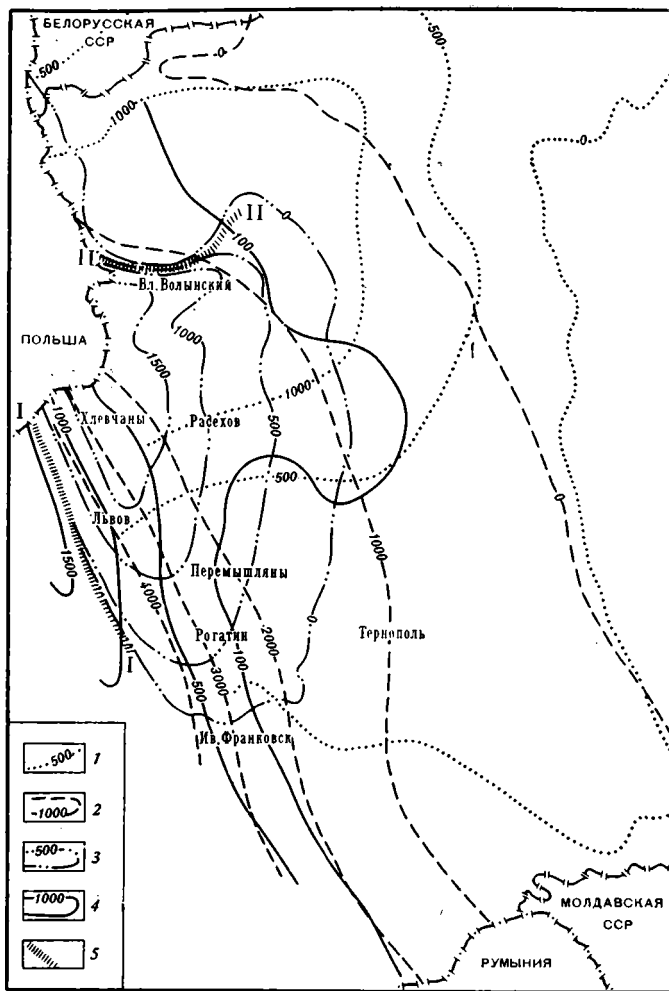 БЕЛОРУССКАЯ
ССР
500
0
500
I
1000
0
II
0
100
II
Вл. Волынский
1000
1500
ПОЛЬША
1000
I
1000
Хлевчаны
Расехов
500
500
Львов
1500
1000
4000
Перемышляны
0
0
Рогатин
Тернополь
2000
100
I
3000
500
Ив. Франковск
500 1
1000 2
500 3
1000 4
5
МОЛДАВСКАЯ
ССР
РУМЫНИЯ